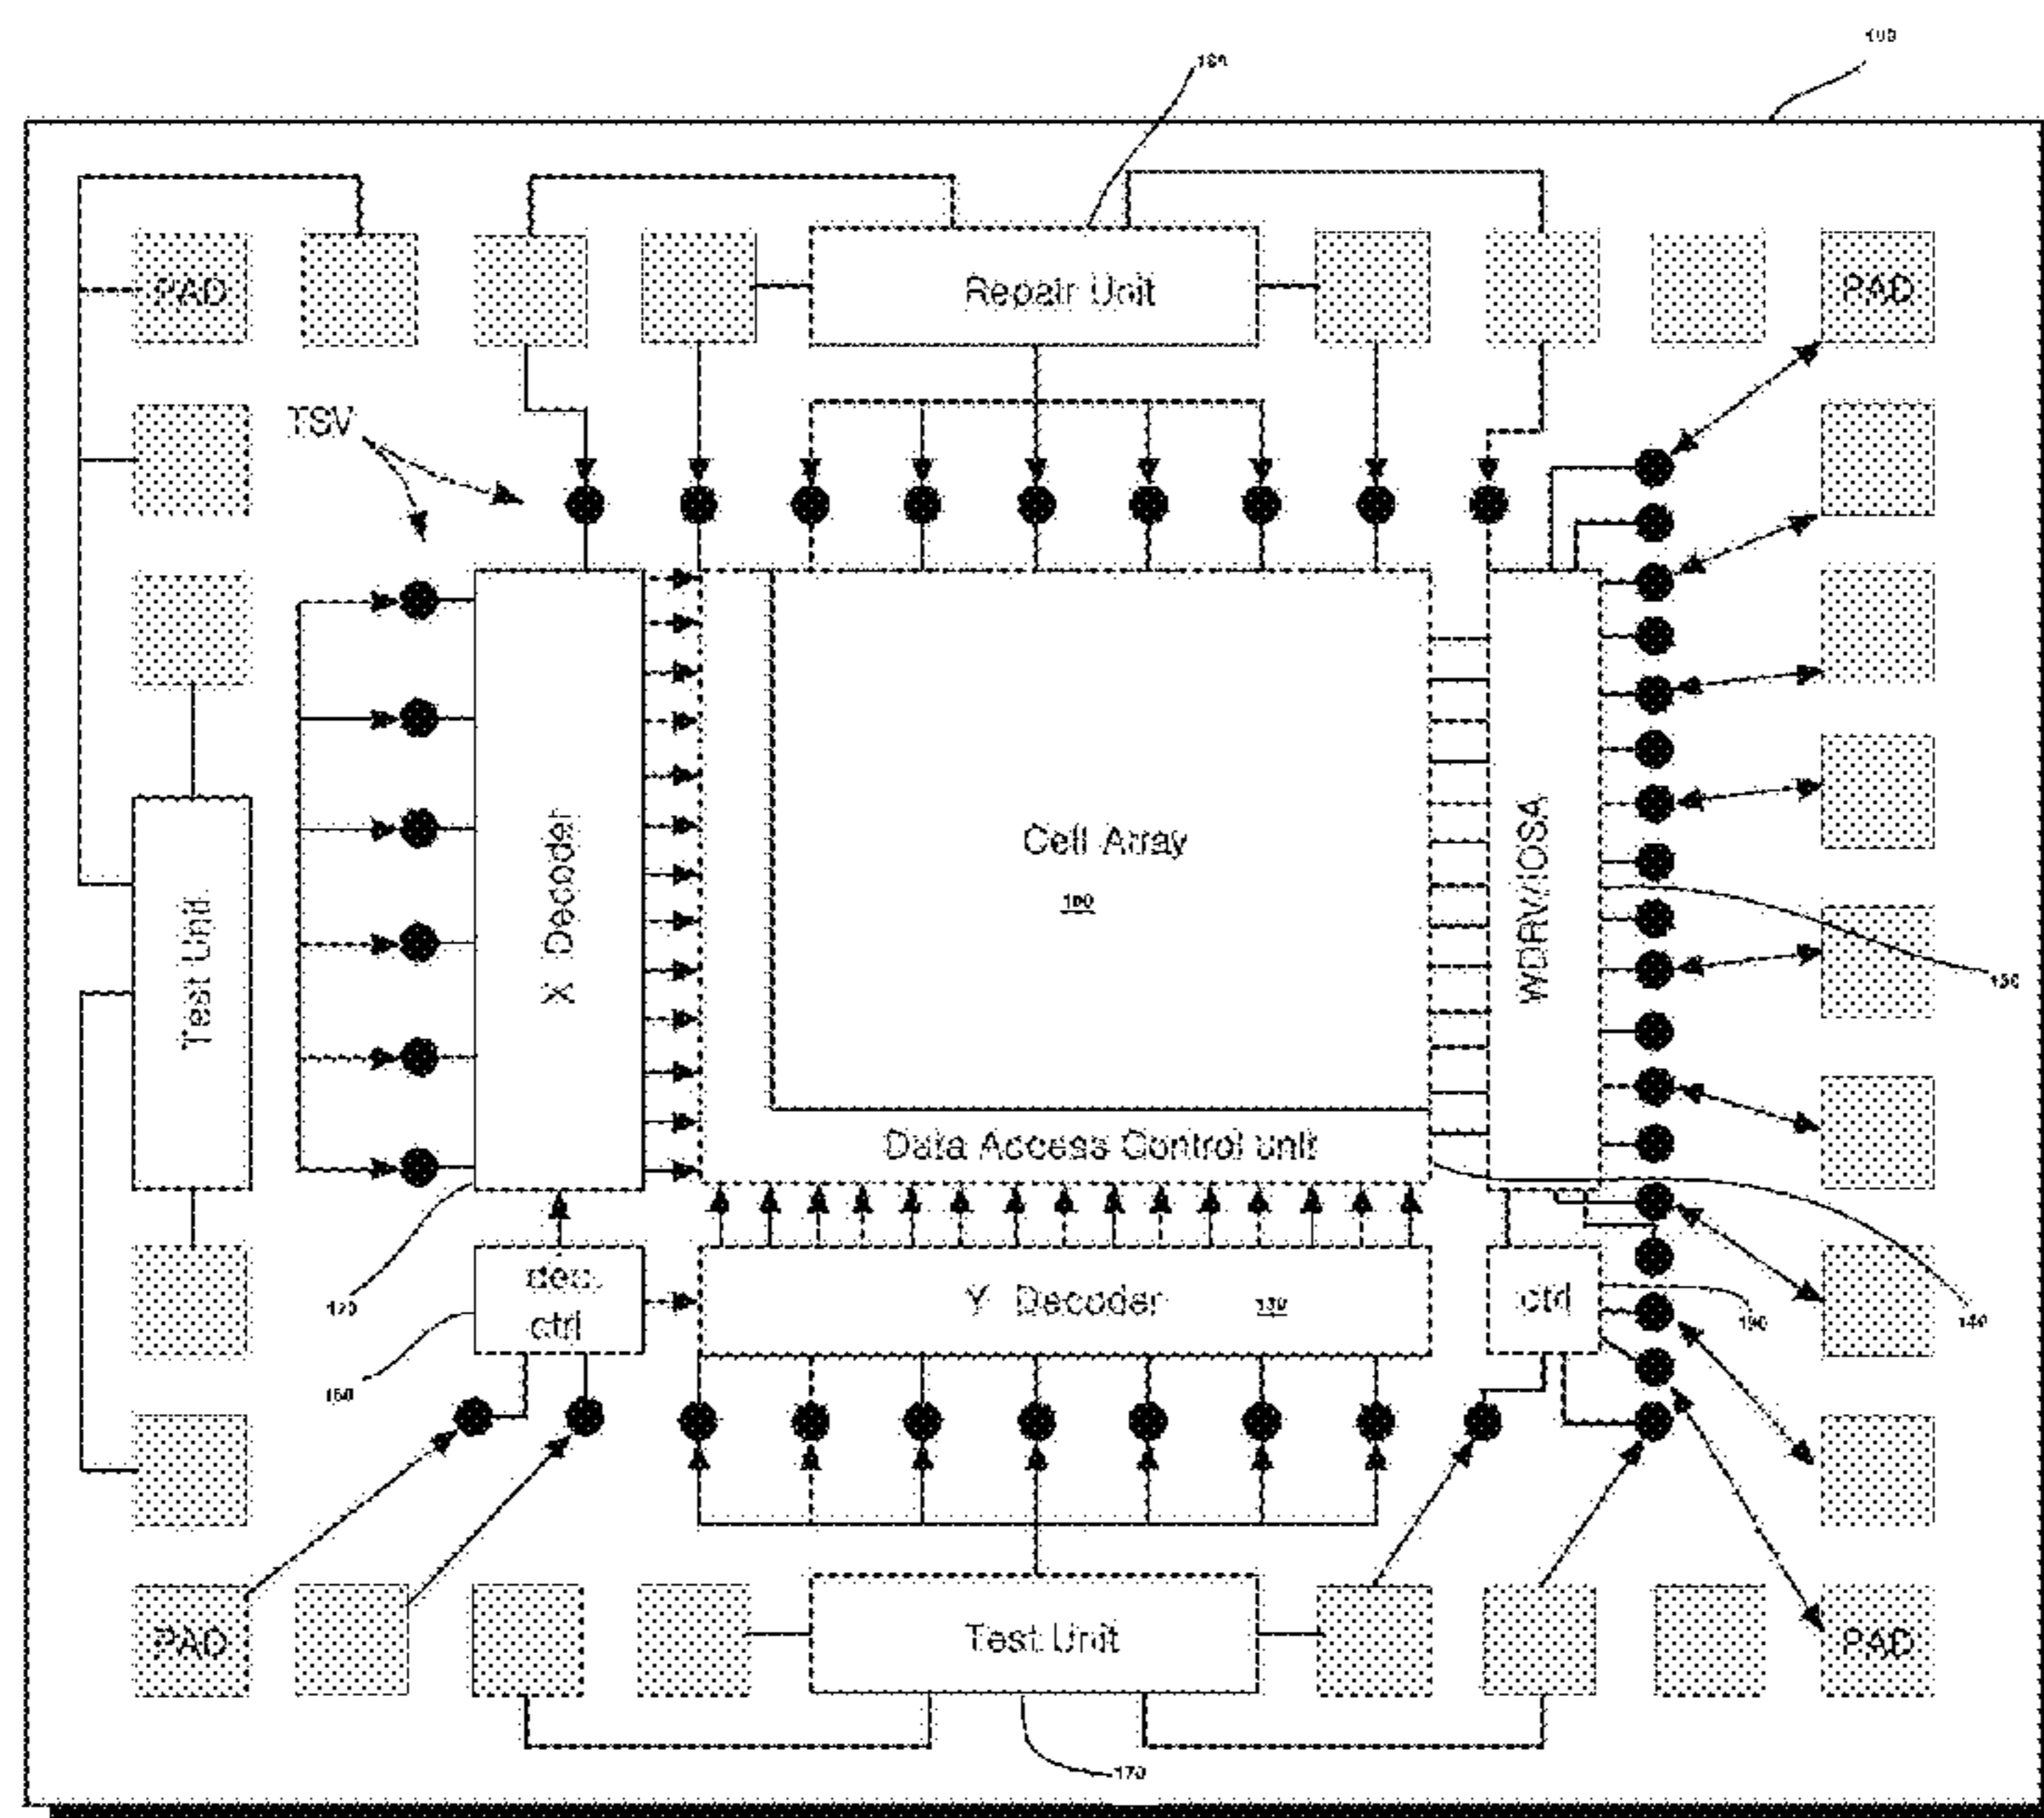 PAD
Repair Unit
PAD
TSV
Cell Array
X Decoder
WDRV/IOSA
Test Unit
Data Access Control unit
dec.
ctrl
Y Decoder
ctrl
PAD
Test Unit
PAD
170